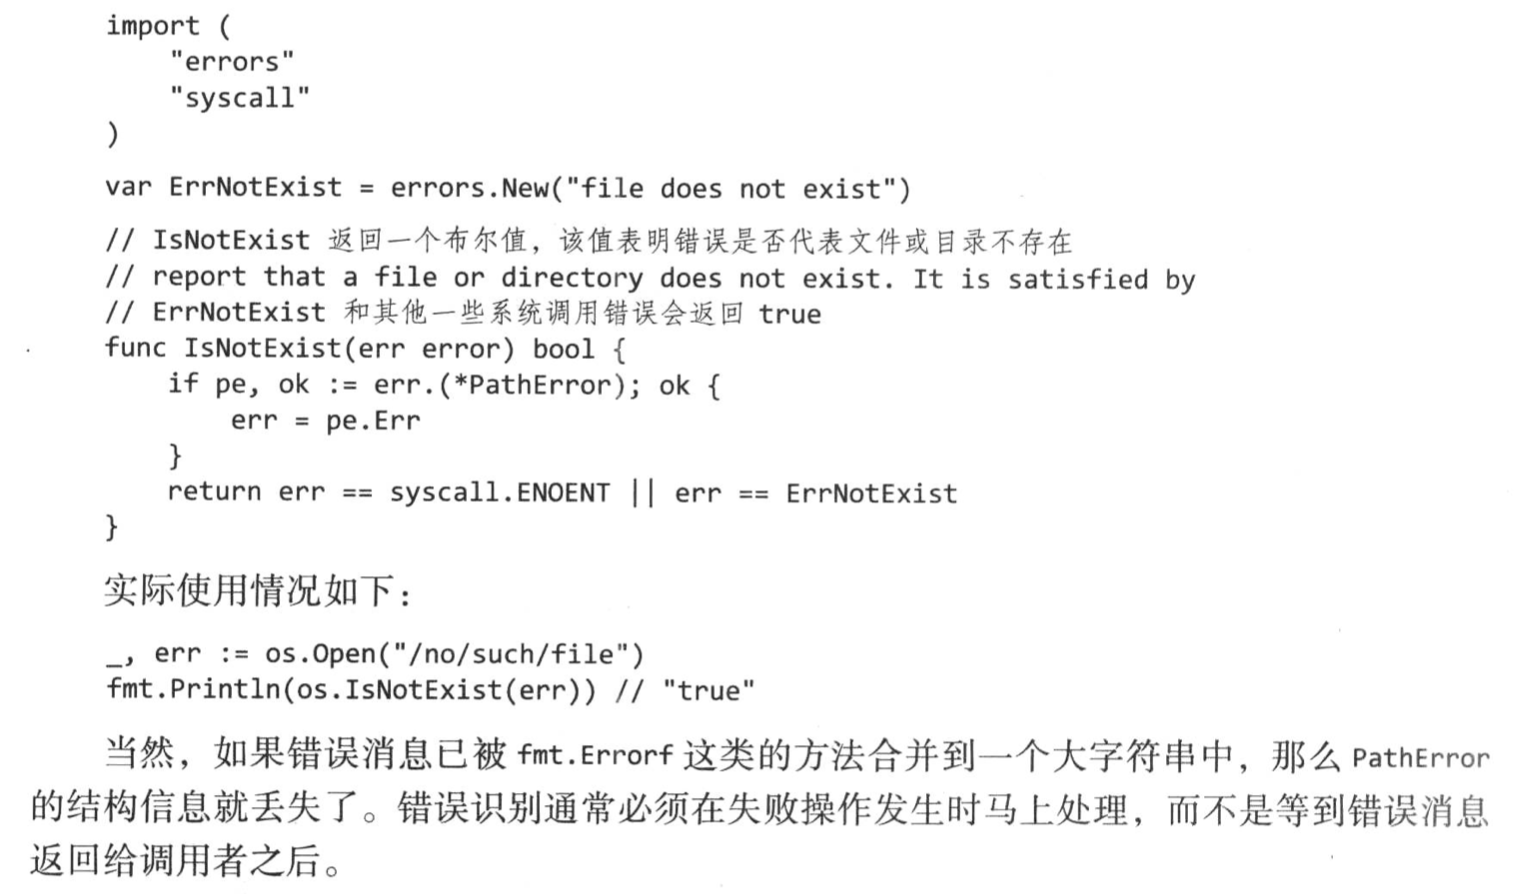 import (
    "errors"
    "syscall"
)
var ErrNotExist = errors.New("file does not exist")
// IsNotExist 返回一个布尔值，该值表明错误是否代表文件或目录不存在
// report that a file or directory does not exist. It is satisfied by
// ErrNotExist 和其他一些系统调用错误会返回 true
func IsNotExist(err error) bool {
    if pe, ok := err.(*PathError); ok {
        err = pe.Err
    }
    return err == syscall.ENOENT || err == ErrNotExist
}
实际使用情况如下：
_, err := os.Open("/no/such/file")
fmt.Println(os.IsNotExist(err)) // "true"
当然，如果错误消息已被 fmt.Errorf 这类的方法合并到一个大字符串中，那么 PathError
的结构信息就丢失了。错误识别通常必须在失败操作发生时马上处理，而不是等到错误消息
返回给调用者之后。